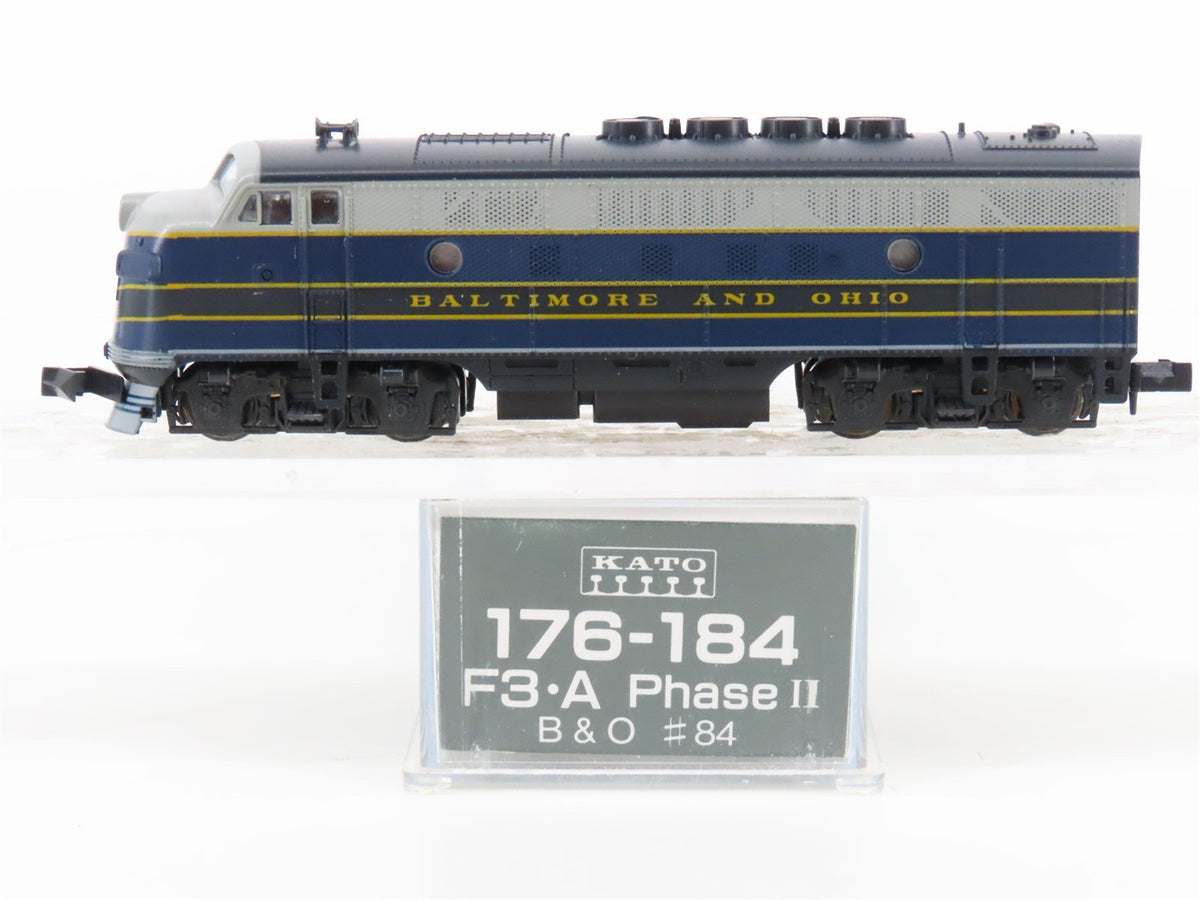 BALTIMORE AND OHIO
KATO
176-184
F3·A Phase II
B & O #84